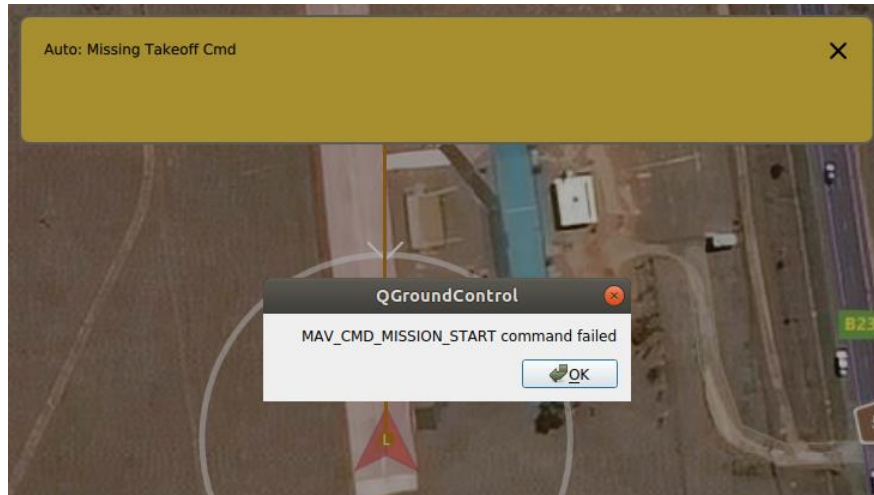 Auto: Missing Takeoff Cmd
QGroundControl
MAV_CMD_MISSION_START command failed
OK
B23
L